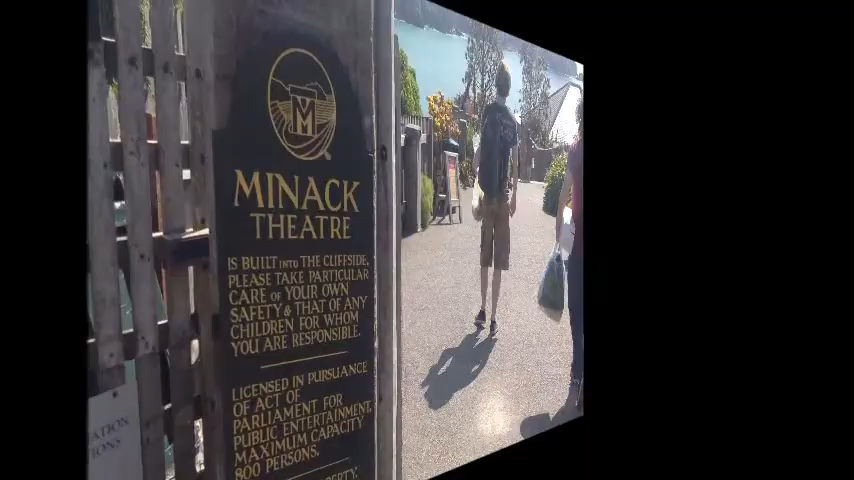 M
MINACK
THEATRE
IS BUILT INTO THE CLIFFSIDE.
PLEASE TAKE PARTICULAR
CARE OF YOUR OWN
SAFETY & THAT OF ANY
CHILDREN FOR WHOM
YOU ARE RESPONSIBLE.
LICENSED IN PURSUANCE
OF ACT OF
PARLIAMENT FOR
PUBLIC ENTERTAINMENT.
MAXIMUM CAPACITY
800 PERSONS.